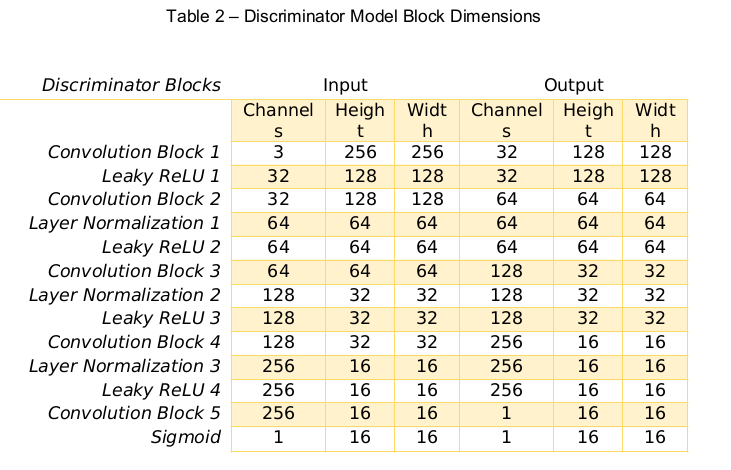 Table 2 – Discriminator Model Block Dimensions
Discriminator Blocks Input Output
Channel Heigh Widt Channel Heigh Widt
s t h s t h
Convolution Block 1 3 256 256 32 128 128
Leaky ReLU 1 32 128 128 32 128 128
Convolution Block 2 32 128 128 64 64 64
Layer Normalization 1 64 64 64 64 64 64
Leaky ReLU 2 64 64 64 64 64 64
Convolution Block 3 64 64 64 128 32 32
Layer Normalization 2 128 32 32 128 32 32
Leaky ReLU 3 128 32 32 128 32 32
Convolution Block 4 128 32 32 256 16 16
Layer Normalization 3 256 16 16 256 16 16
Leaky ReLU 4 256 16 16 256 16 16
Convolution Block 5 256 16 16 1 16 16
Sigmoid 1 16 16 1 16 16